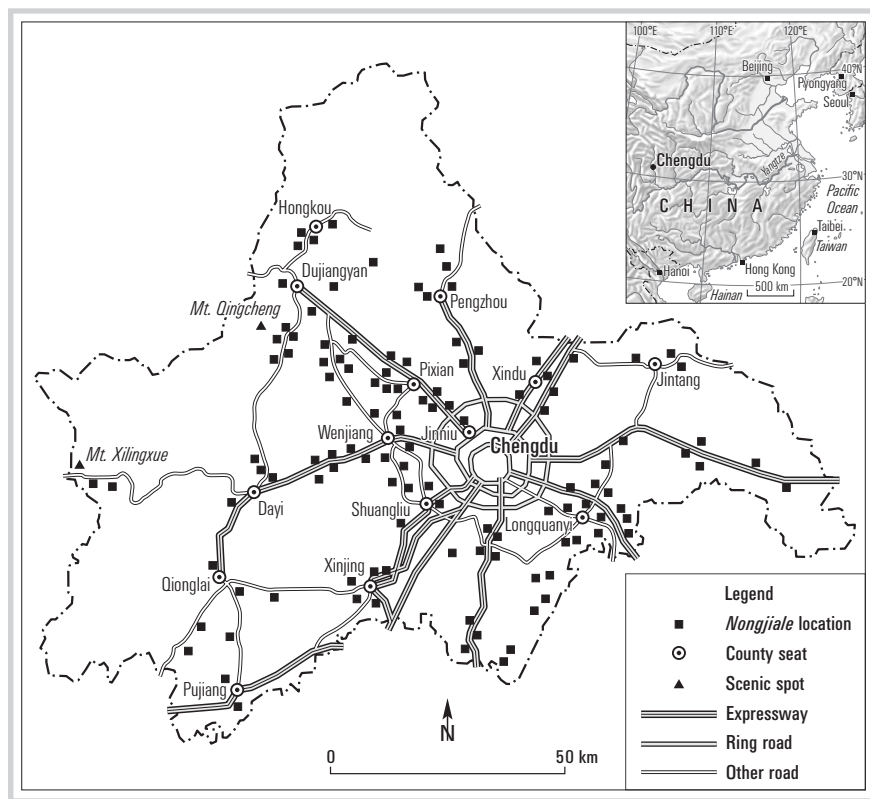 100°E
110°E
120°E
Beijing
40°N
Pyongyang
Seoul
Chengdu
Yangtze
30°N
CHINA
Pacific
Ocean
Taibei
Taiwan
Hanoi
Hong Kong
20°N
Hainan
500 km
Hongkou
Dujiangyan
Mt. Qingcheng
Pengzhou
Pixian
Xindu
Jintang
Wenjiang
Jinniu
Chengdu
Mt. Xilingxue
Dayi
Shuangliu
Longquanyi
Xinjing
Qionglai
Pujiang
N
0
50 km
Legend
Nongjiale location
County seat
Scenic spot
Expressway
Ring road
Other road